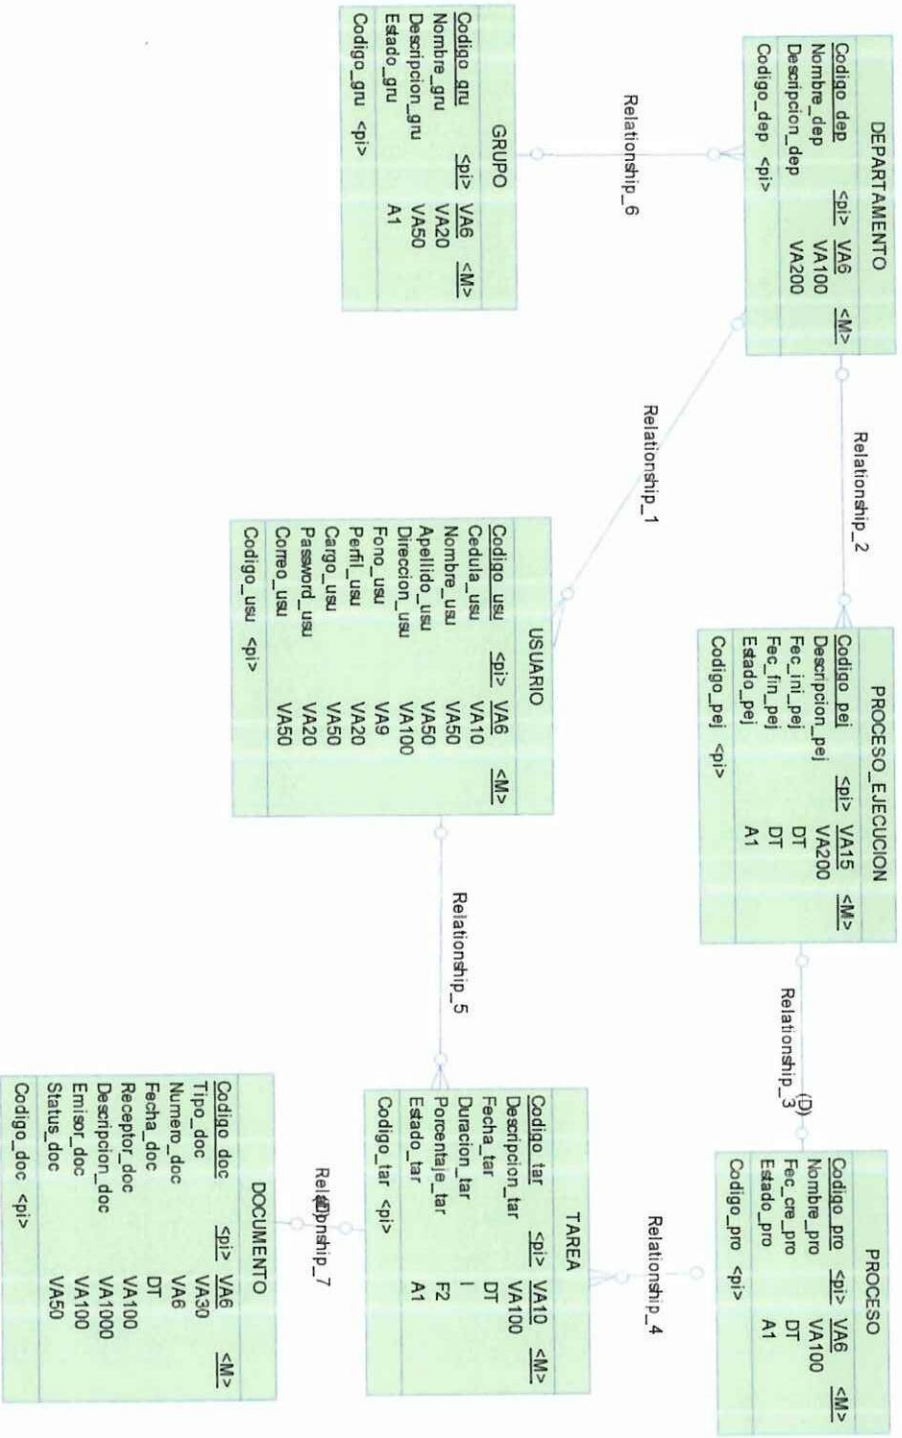 DEPARTAMENTO
Codigo_dep <pi> VA6 <M>
Nombre_dep VA100
Descripcion_dep VA200
Codigo_dep <pi>
Relationship_2
PROCESO_EJECUCION
Codigo_pej <pi> VA15 <M>
Descripcion_pej VA200
Fec_ini_pej DT
Fec_fin_pej DT
Estado_pej A1
Codigo_pej <pi>
Relationship_3
(D)
PROCESO
Codigo_pro <pi> VA6 <M>
Nombre_pro VA100
Fec_cre_pro DT
Estado_pro A1
Codigo_pro <pi>
Relationship_6
Relationship_1
Relationship_4
GRUPO
Codigo_gru <pi> VA6 <M>
Nombre_gru VA20
Descripcion_gru VA50
Estado_gru A1
Codigo_gru <pi>
USUARIO
Codigo_usu <pi> VA6 <M>
Cedula_usu VA10
Nombre_usu VA50
Apellido_usu VA50
Direccion_usu VA100
Fono_usu VA9
Perfil_usu VA20
Cargo_usu VA50
Password_usu VA20
Correo_usu VA50
Codigo_usu <pi>
Relationship_5
TAREA
Codigo_tar <pi> VA10 <M>
Descripcion_tar VA100
Fecha_tar DT
Duracion_tar I
Porcentaje_tar F2
Estado_tar A1
Codigo_tar <pi>
Relationship_7
(D)
DOCUMENTO
Codigo_doc <pi> VA6 <M>
Tipo_doc VA30
Numero_doc VA6
Fecha_doc DT
Receptor_doc VA100
Descripcion_doc VA1000
Emisor_doc VA100
Status_doc VA50
Codigo_doc <pi>